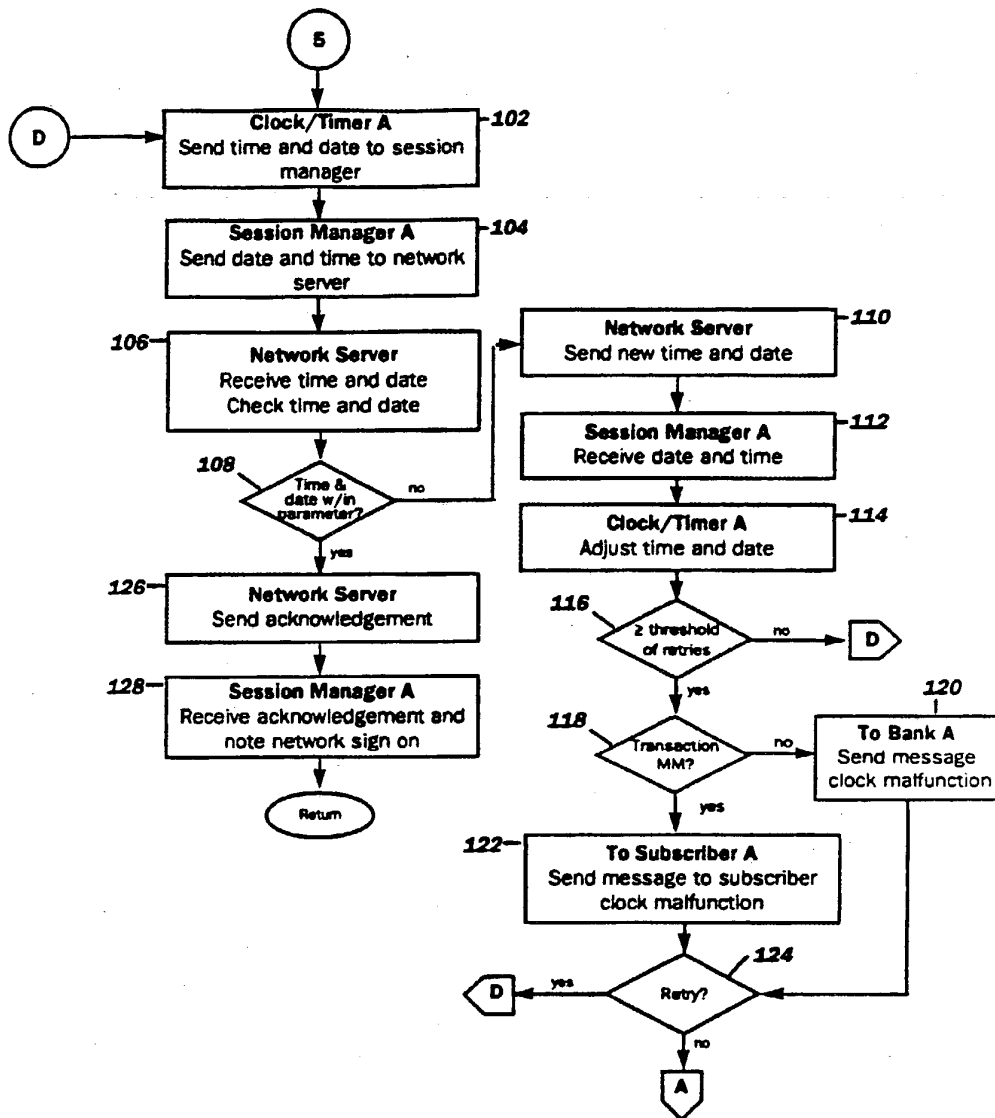 5
D
Clock/Timer A
Send time and date to session
manager
102
Session Manager A
Send date and time to network
server
104
106
Network Server
Receive time and date
Check time and date
108
Time &
date w/in
parameter?
no
yes
126
Network Server
Send acknowledgement
128
Session Manager A
Receive acknowledgement and
note network sign on
Return
Network Server
Send new time and date
110
Session Manager A
Receive date and time
112
Clock/Timer A
Adjust time and date
114
116
≥ threshold
of retries
no
D
yes
118
Transaction
MM?
no
yes
120
To Bank A
Send message
clock malfunction
122
To Subscriber A
Send message to subscriber
clock malfunction
124
Retry?
yes
D
no
A